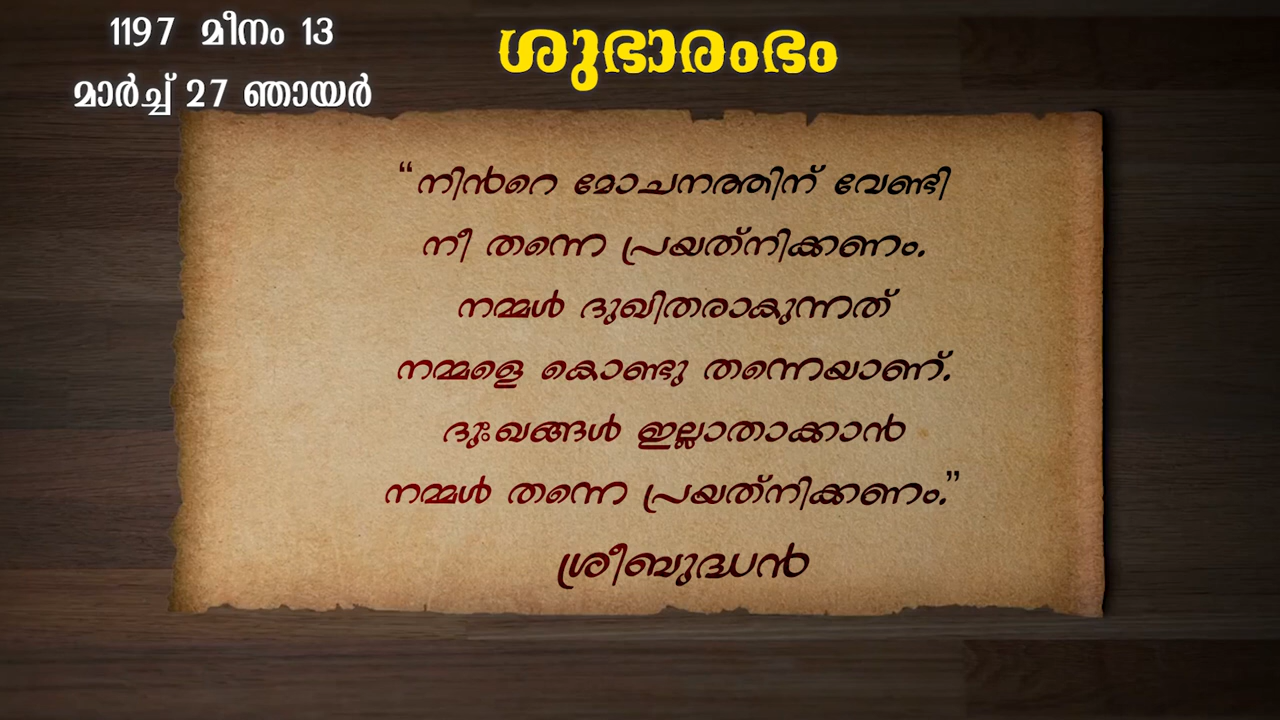 1197 മീനം 13
മാർച്ച് 27 ഞായർ
ശുഭാരംഭം
“നിൻറെ മോചനത്തിന് വേണ്ടി
നീ തന്നെ പ്രയത്നിക്കണം.
നമ്മൾ ദുഖിതരാകുന്നത്
നമ്മളെ കൊണ്ടു തന്നെയാണ്.
ദുഃഖങ്ങൾ ഇല്ലാതാക്കാൻ
നമ്മൾ തന്നെ പ്രയത്നിക്കണം.”
ശ്രീബുദ്ധൻ